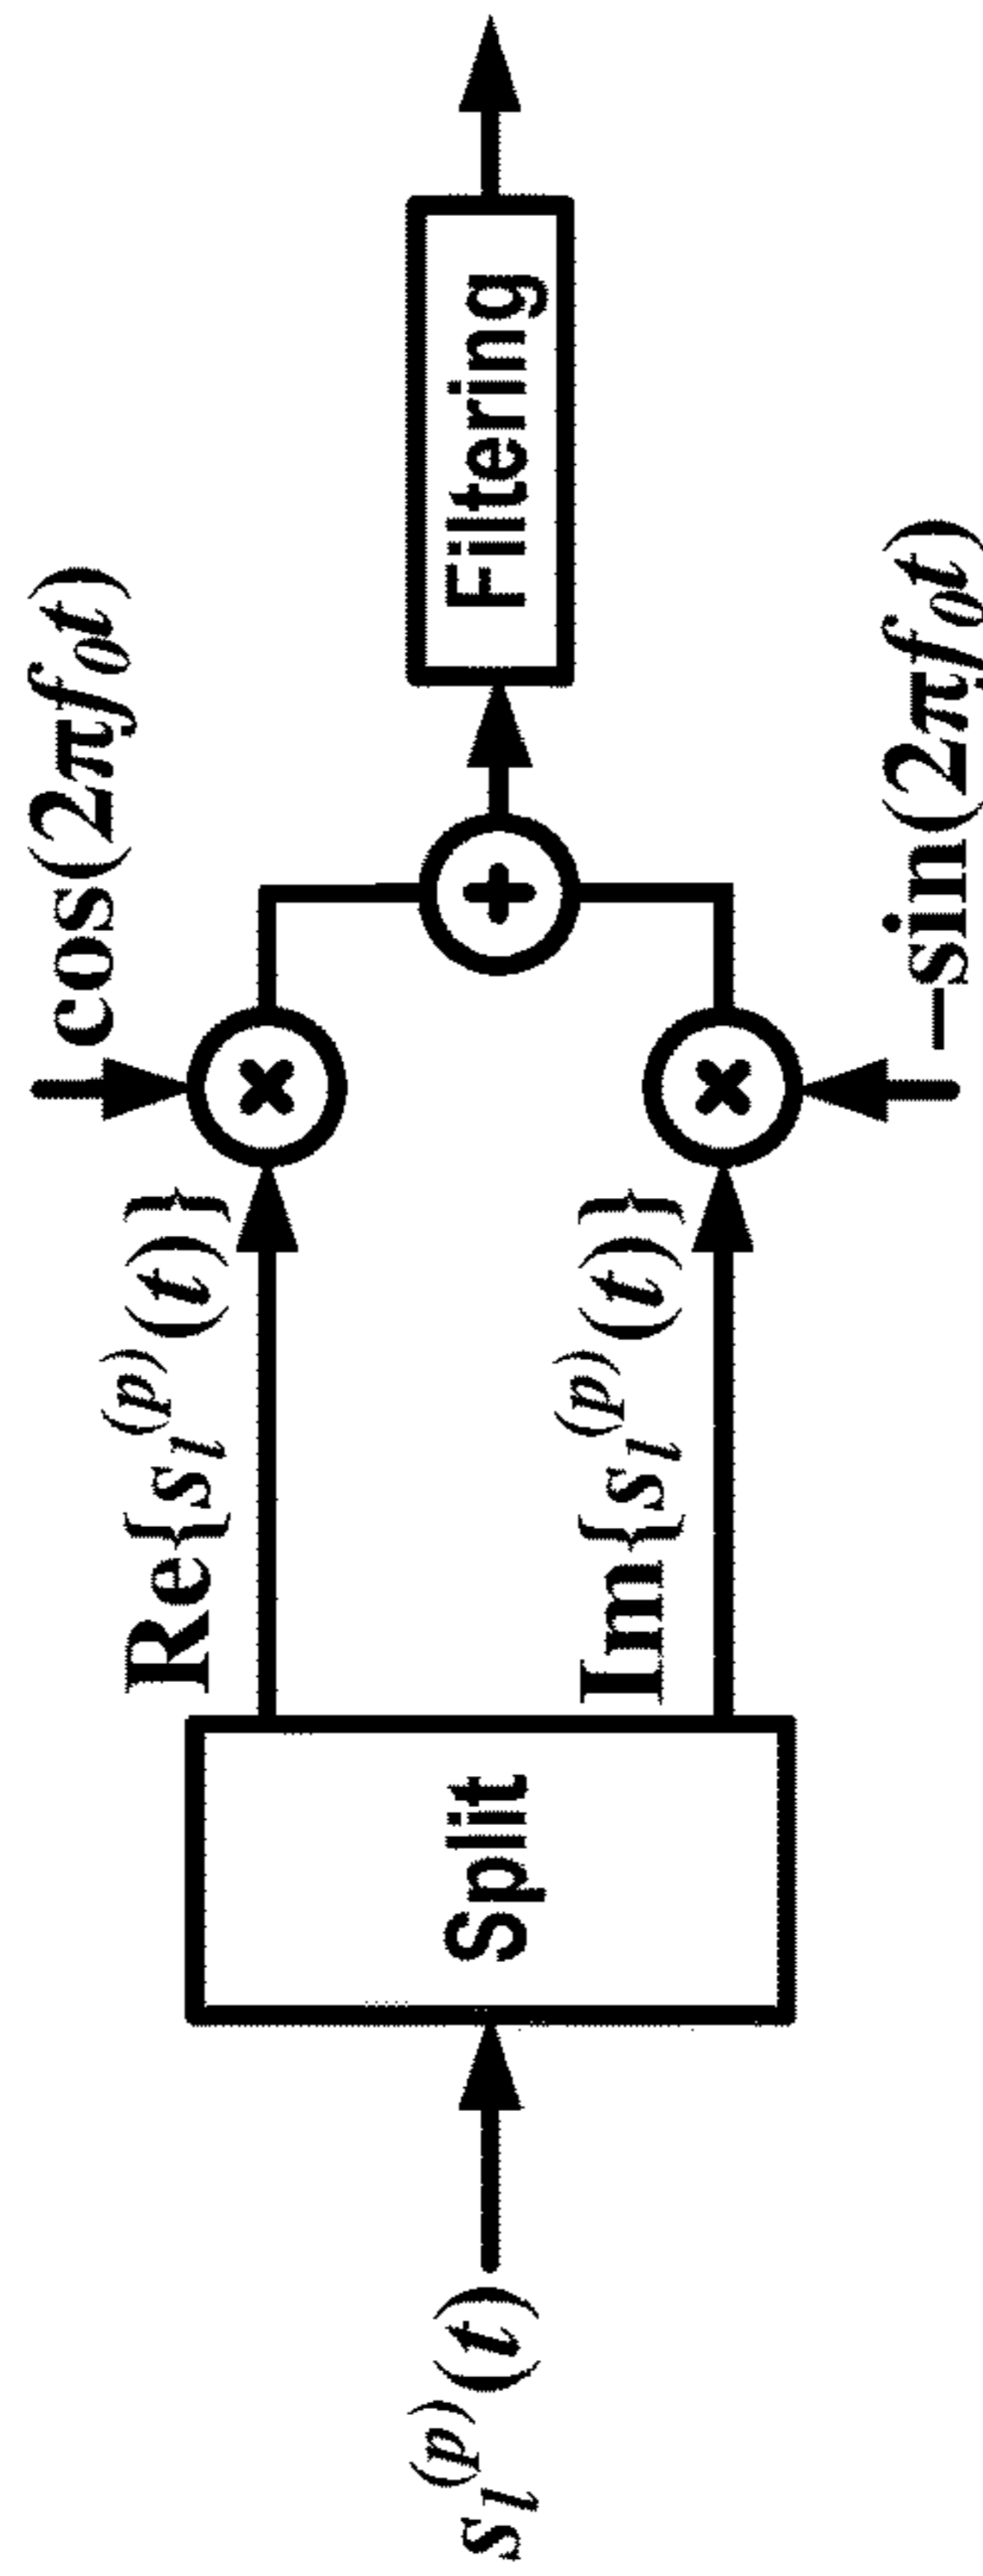 s_l^(p)(t)
Split
Re{s_l^(p)(t)}
Im{s_l^(p)(t)}
cos(2πf_0t)
–sin(2πf_0t)
+
×
×
Filtering